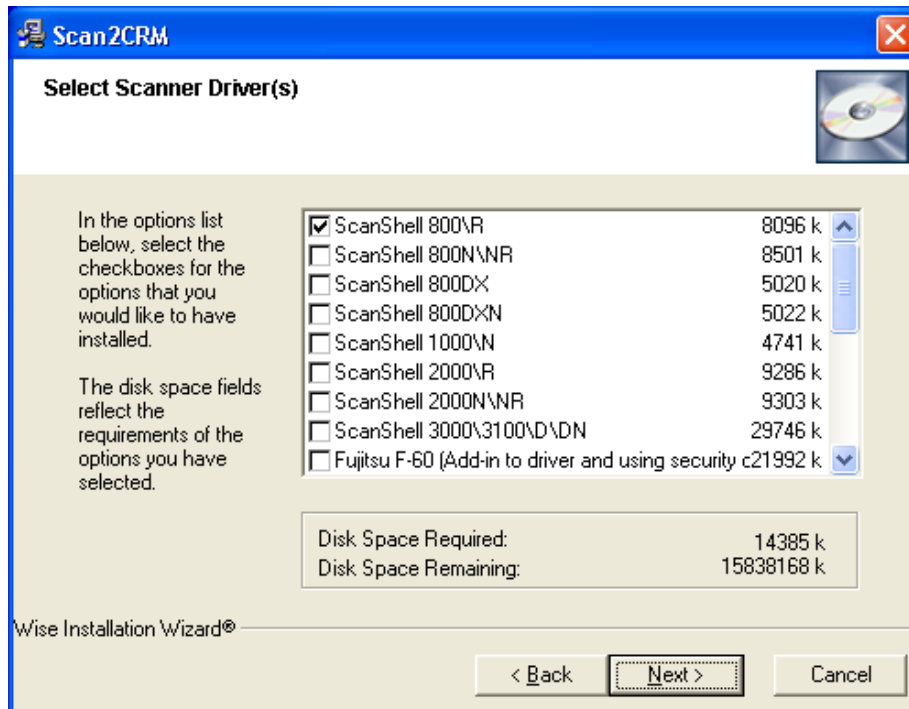 Scan2CRM
Select Scanner Driver(s)
In the options list
below, select the
checkboxes for the
options that you
would like to have
installed.
The disk space fields
reflect the
requirements of the
options you have
selected.
ScanShell 800\R 8096 k
ScanShell 800N\NR 8501 k
ScanShell 800DX 5020 k
ScanShell 800DXN 5022 k
ScanShell 1000\N 4741 k
ScanShell 2000\R 9286 k
ScanShell 2000N\NR 9303 k
ScanShell 3000\3100\D\DN 29746 k
Fujitsu F-60 (Add-in to driver and using security c21992 k
Disk Space Required: 14385 k
Disk Space Remaining: 15838168 k
Wise Installation Wizard®
< Back Next > Cancel